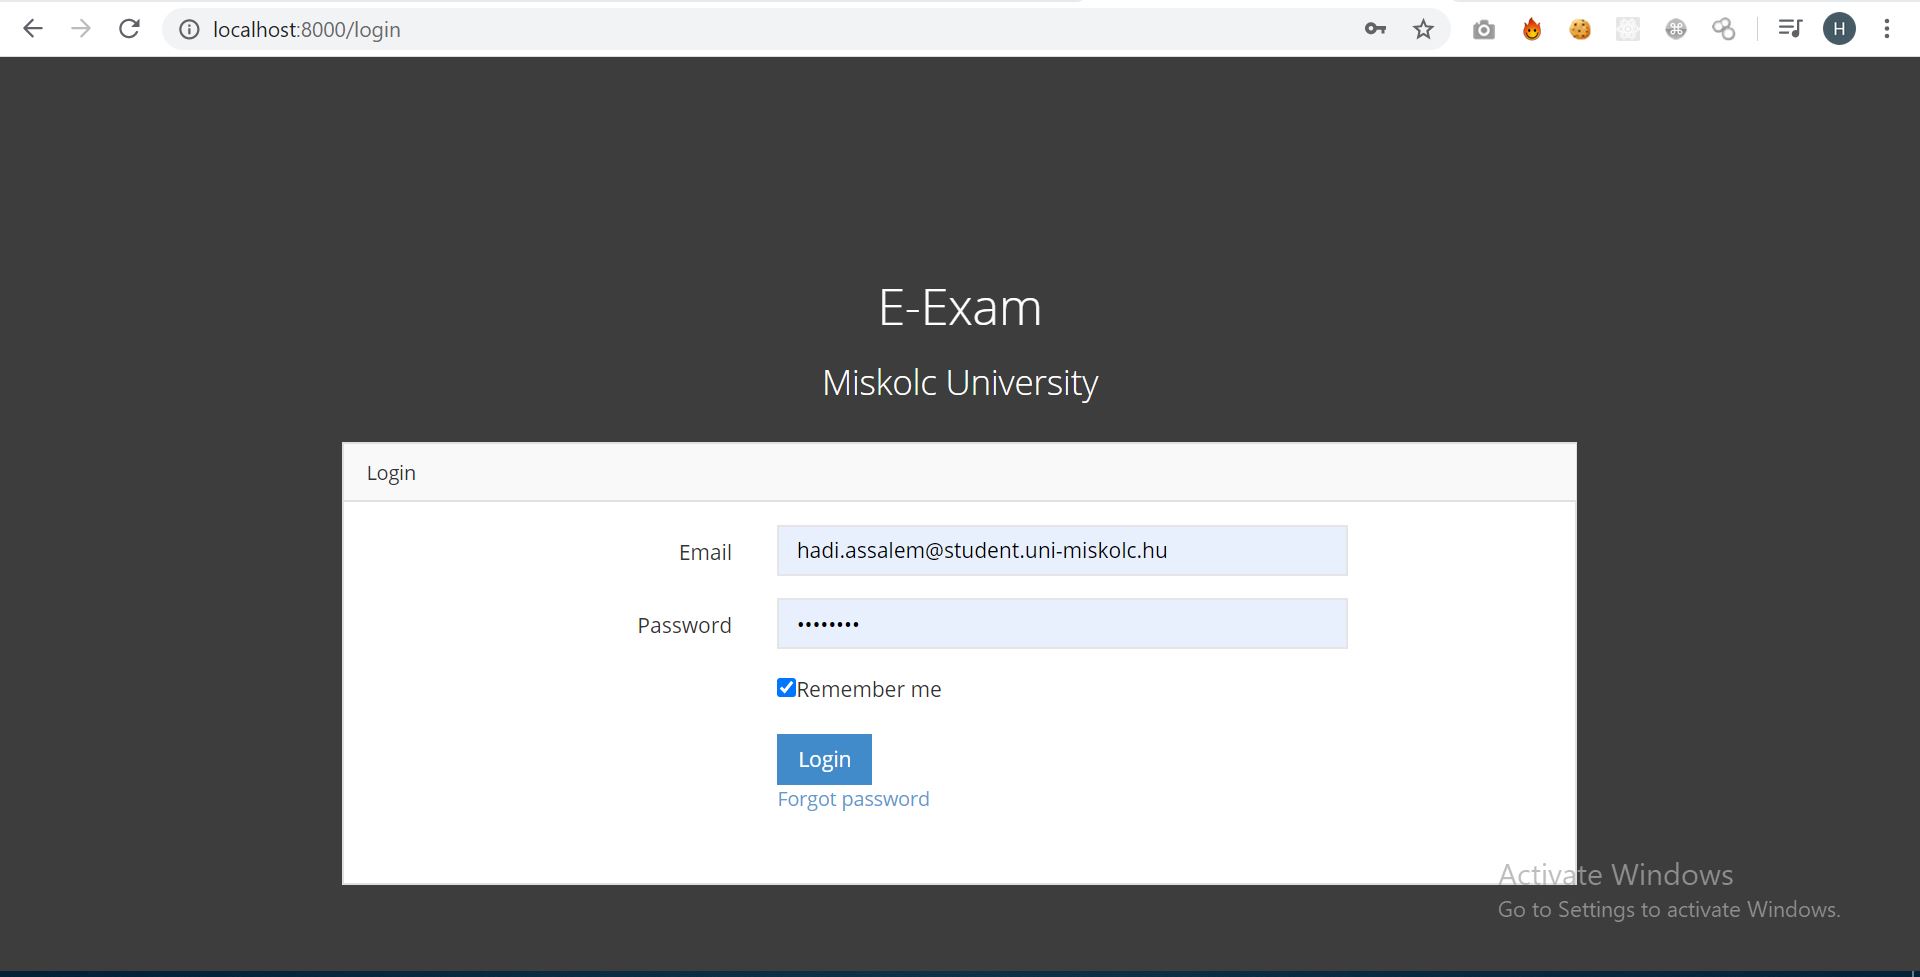 localhost:8000/login
H
E-Exam
Miskolc University
Login
Email
hadi.assalem@student.uni-miskolc.hu
Password
••••••••
Remember me
Login
Forgot password
Activate Windows
Go to Settings to activate Windows.